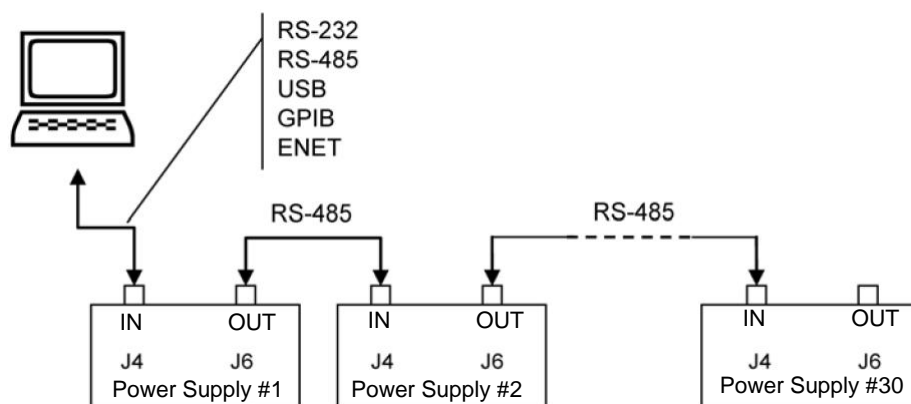 RS-232
RS-485
USB
GPIB
ENET
RS-485
RS-485
IN
OUT
IN
OUT
IN
OUT
J4
J6
J4
J6
J4
J6
Power Supply #1
Power Supply #2
Power Supply #30